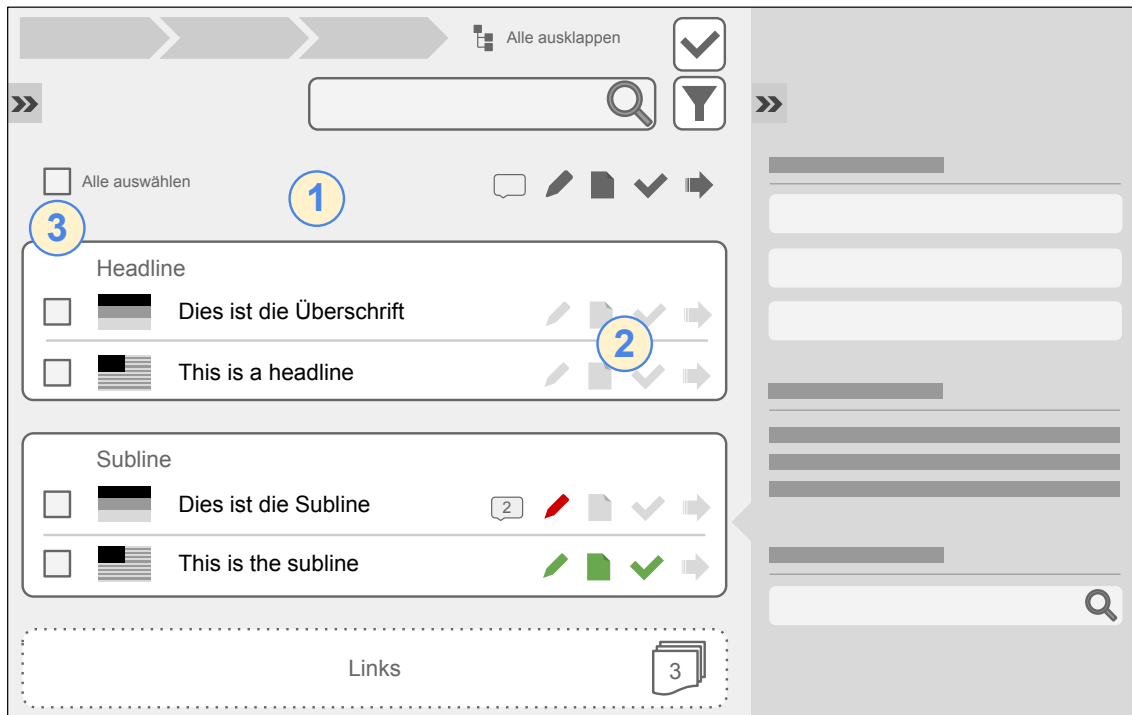 Alle ausklappen
Alle auswählen
1
3
Headline
Dies ist die Überschrift
2
This is a headline
Subline
Dies ist die Subline
2
This is the subline
Links
3